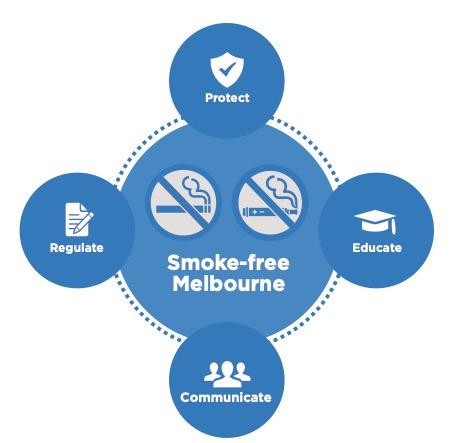 Protect
Regulate
Smoke-free
Melbourne
Educate
Communicate